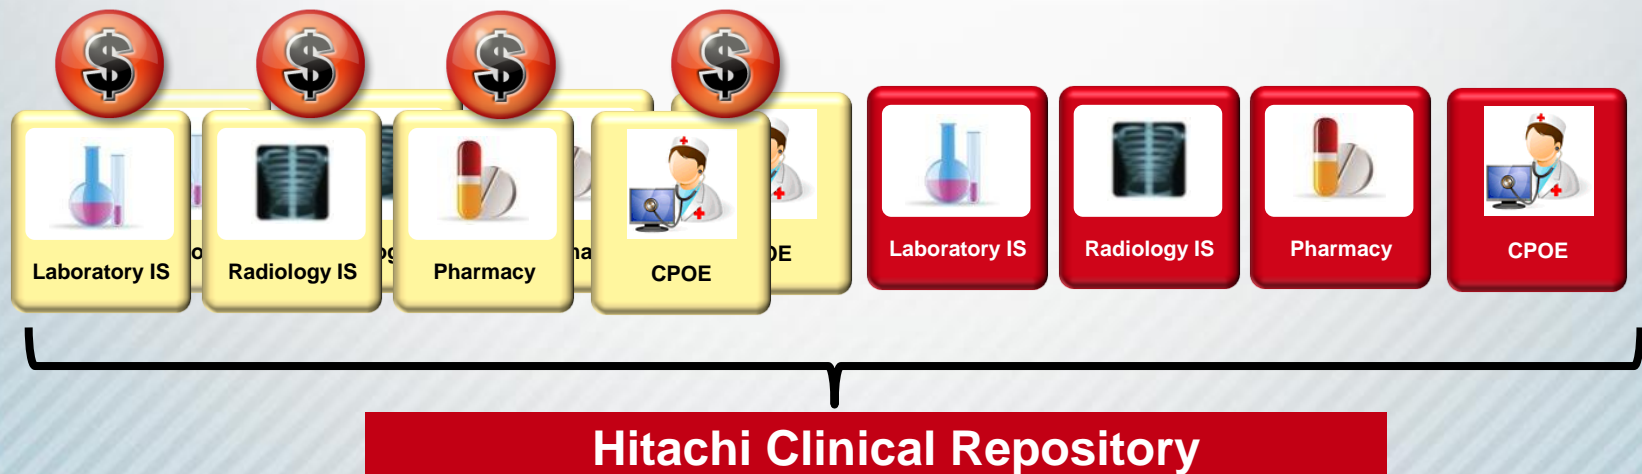 $ $ $ $
Laboratory IS
Radiology IS
Pharmacy
CPOE
Laboratory IS
Radiology IS
Pharmacy
CPOE
Hitachi Clinical Repository